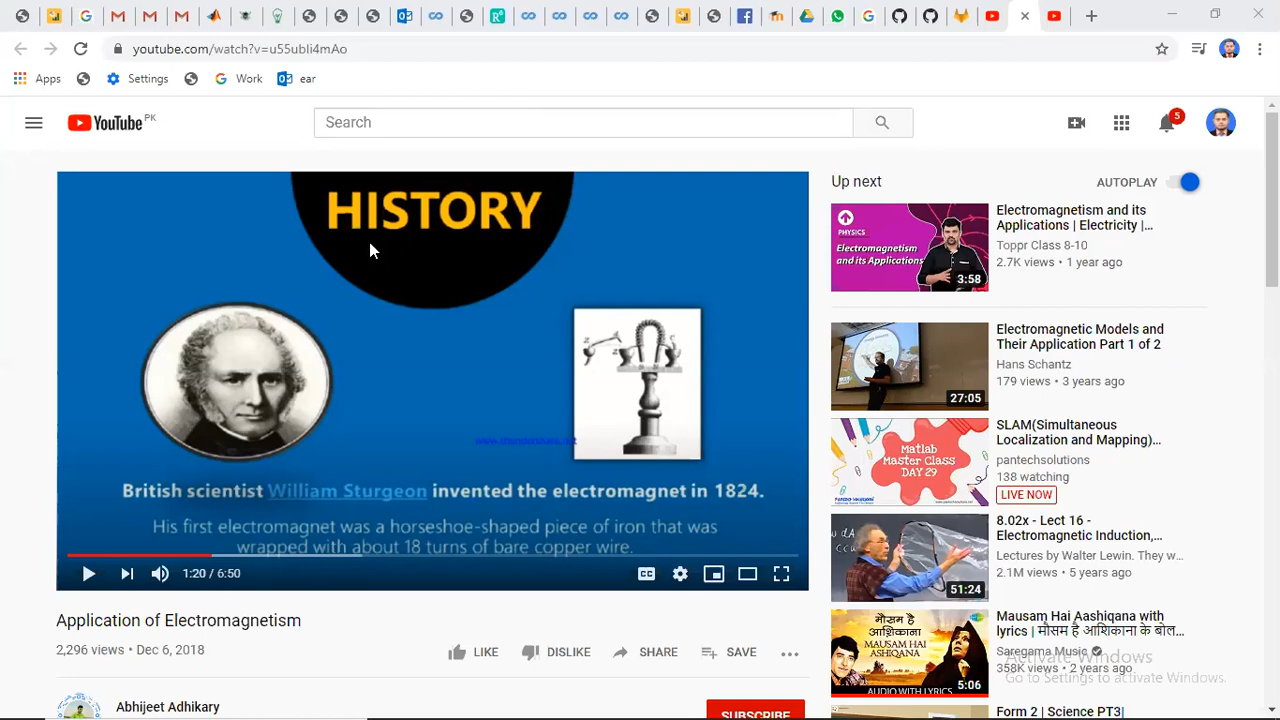 youtube.com/watch?v=u55ubli4mAo
Apps
Settings
Work
ear
YouTube PK
Search
5
HISTORY
British scientist William Sturgeon invented the electromagnet in 1824.
His first electromagnet was a horseshoe-shaped piece of iron that was
wrapped with about 18 turns of bare copper wire.
1:20 / 6:50
CC
Application of Electromagnetism
2,296 views • Dec 6, 2018
LIKE
DISLIKE
SHARE
SAVE
Abhijeet Adhikary
SUBSCRIBE
Up next
AUTOPLAY
PHYSICS
Electromagnetism
and its Applications
3:58
Electromagnetism and its
Applications | Electricity |...
Toppr Class 8-10
2.7K views • 1 year ago
27:05
Electromagnetic Models and
Their Application Part 1 of 2
Hans Schantz
179 views • 3 years ago
Matlab
Master Class
DAY 29
SLAM(Simultaneous
Localization and Mapping)...
pantechsolutions
138 watching
LIVE NOW
51:24
8.02x - Lect 16 -
Electromagnetic Induction,...
Lectures by Walter Lewin. They w...
2.1M views • 5 years ago
मौसम है
आशिकाना
MAUSAM HAI
AASHIQANA
AUDIO WITH LYRICS
5:06
Mausam Hai Aashiqana with
lyrics | मौसम है आशिकाना के बोल...
Saregama Music
358K views • 2 years ago
Activate Windows
Go to Settings to activate Windows.
Form 2 | Science PT3|